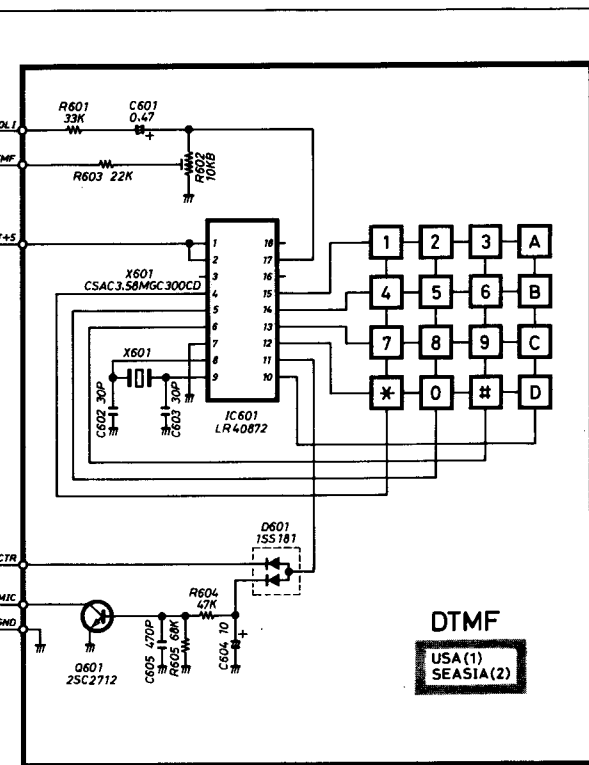 R601
33K
C601
0.47
+
R603 22K
R602
10KB
1
2
3
4
5
6
7
8
9
18
17
16
15
14
13
12
11
10
X601
CSAC3.58MGC300CD
X601
C602 30P
C603 30P
IC601
LR40872
1 2 3 A
4 5 6 B
7 8 9 C
* 0 # D
D601
1SS181
CTR
MIC
GND
R604
47K
C605 470P
R605 68K
C604 10
+
Q601
2SC2712
DTMF
USA(1)
SEASIA(2)